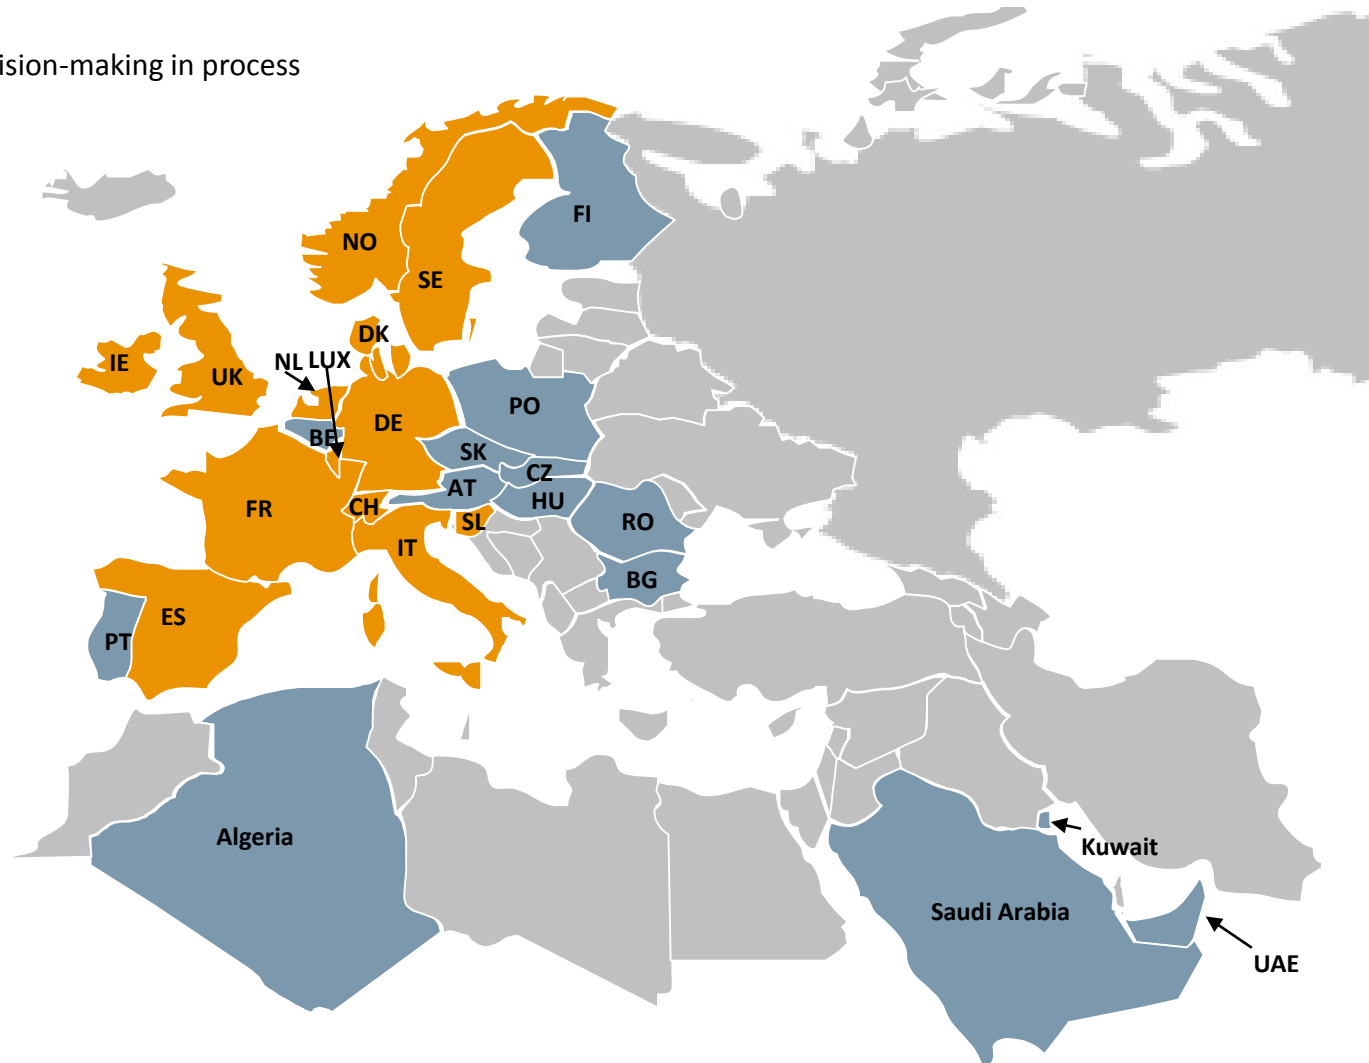 ision-making in process
FI
NO
SE
DK
IE
NL LUX
UK
PO
DE
BE
SK
CZ
AT
HU
FR
CH
SL
RO
IT
BG
ES
PT
Algeria
Kuwait
Saudi Arabia
UAE